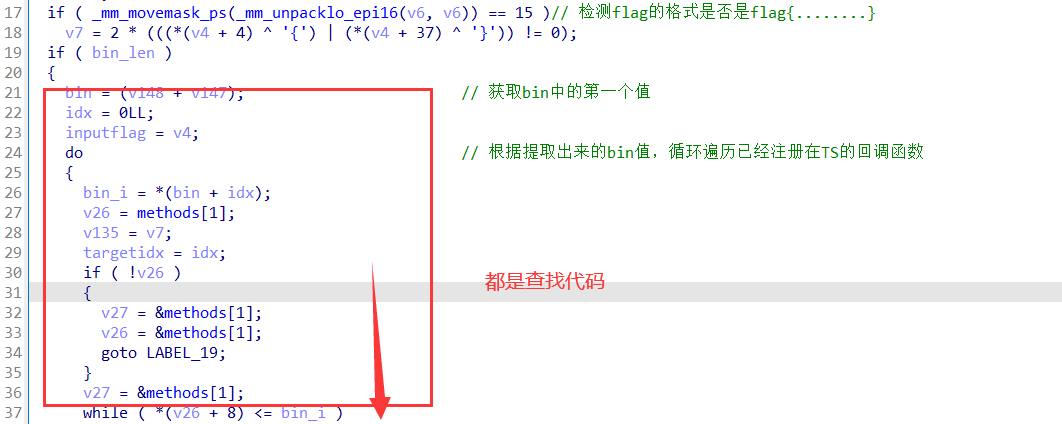 17 if ( _mm_movemask_ps(_mm_unpacklo_epi16(v6, v6)) == 15 )// 检测flag的格式是否是flag{........}
18 v7 = 2 * (((*(v4 + 4) ^ '{') | (*(v4 + 37) ^ '}')) != 0);
19 if ( bin_len )
20 {
21 bin = (v148 + v147); // 获取bin中的第一个值
22 idx = 0LL;
23 inputflag = v4;
24 do // 根据提取出来的bin值，循环遍历已经注册在TS的回调函数
25 {
26 bin_i = *(bin + idx);
27 v26 = methods[1];
28 v135 = v7;
29 targetidx = idx;
30 if ( !v26 )
都是查找代码
31 {
32 v27 = &methods[1];
33 v26 = &methods[1];
34 goto LABEL_19;
35 }
36 v27 = &methods[1];
37 while ( *(v26 + 8) <= bin_i )